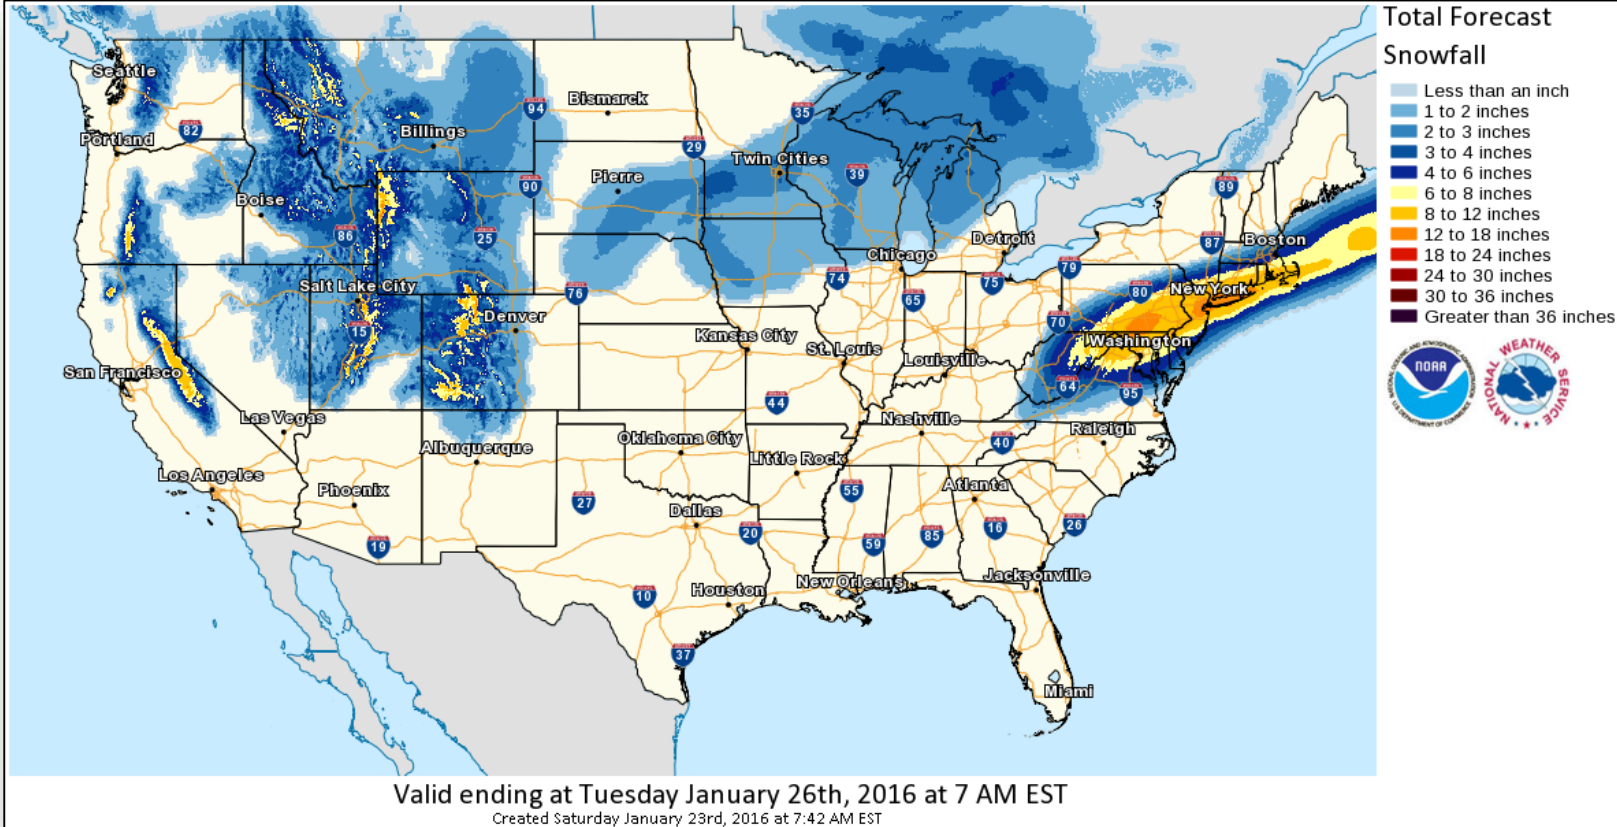 Total Forecast
Snowfall
Less than an inch
1 to 2 inches
2 to 3 inches
3 to 4 inches
4 to 6 inches
6 to 8 inches
8 to 12 inches
12 to 18 inches
18 to 24 inches
24 to 30 inches
30 to 36 inches
Greater than 36 inches
NOAA
NATIONAL WEATHER SERVICE
Seattle
Portland
82
Billings
94
Bismarck
35
29
Twin Cities
39
Pierre
90
Boise
86
25
89
87
Boston
Detroit
Chicago
79
74
75
65
80
New York
Salt Lake City
76
15
Denver
70
Kansas City
St. Louis
Louisville
Washington
San Francisco
64
95
44
Las Vegas
Nashville
Raleigh
40
Oklahoma City
Albuquerque
Little Rock
Los Angeles
Phoenix
27
55
Atlanta
Dallas
20
59
85
16
26
19
10
Houston
New Orleans
Jacksonville
37
Miami
Valid ending at Tuesday January 26th, 2016 at 7 AM EST
Created Saturday January 23rd, 2016 at 7:42 AM EST